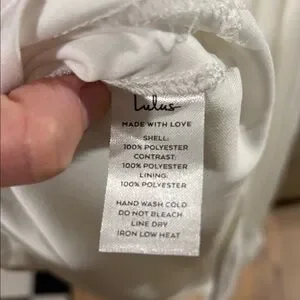 Lulus
MADE WITH LOVE
SHELL:
100% POLYESTER
CONTRAST:
100% POLYESTER
LINING:
100% POLYESTER
HAND WASH COLD
DO NOT BLEACH
LINE DRY
IRON LOW HEAT